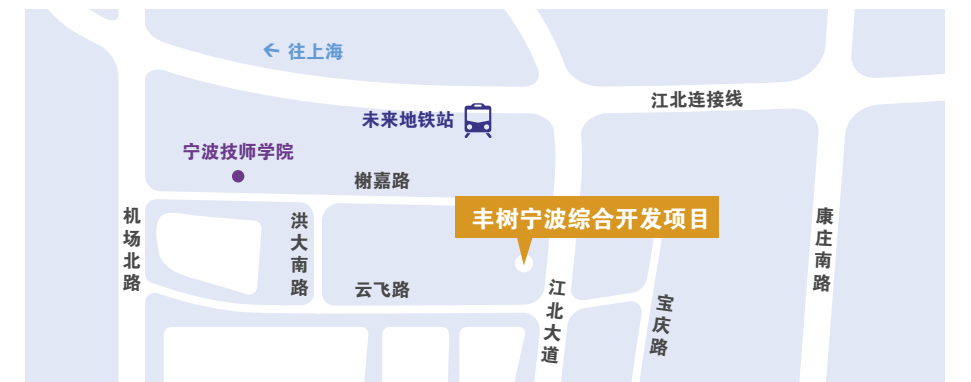 ← 往上海
江北连接线
未来地铁站
宁波技师学院
榭嘉路
丰树宁波综合开发项目
机场北路
洪大南路
康庄南路
云飞路
江北大道
宝庆路